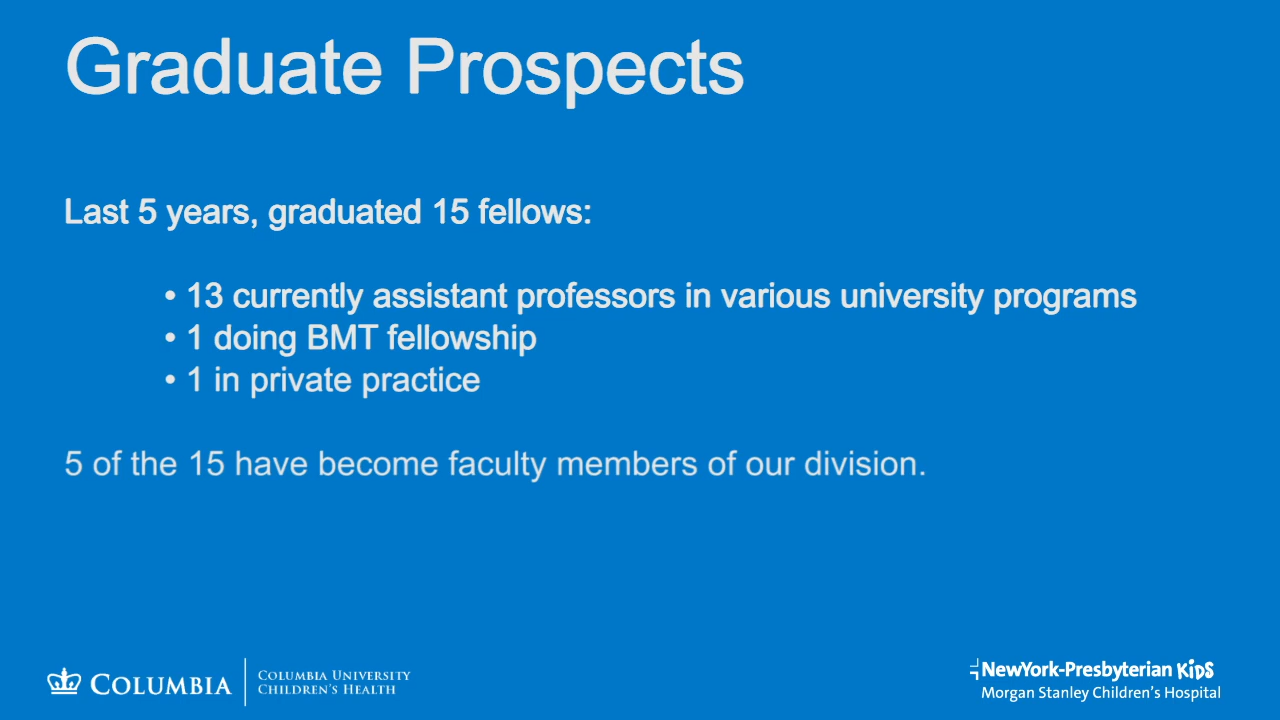 Graduate Prospects
Last 5 years, graduated 15 fellows:
• 13 currently assistant professors in various university programs
• 1 doing BMT fellowship
• 1 in private practice
5 of the 15 have become faculty members of our division.
COLUMBIA
COLUMBIA UNIVERSITY
CHILDREN'S HEALTH
NewYork-Presbyterian KiDS
Morgan Stanley Children's Hospital